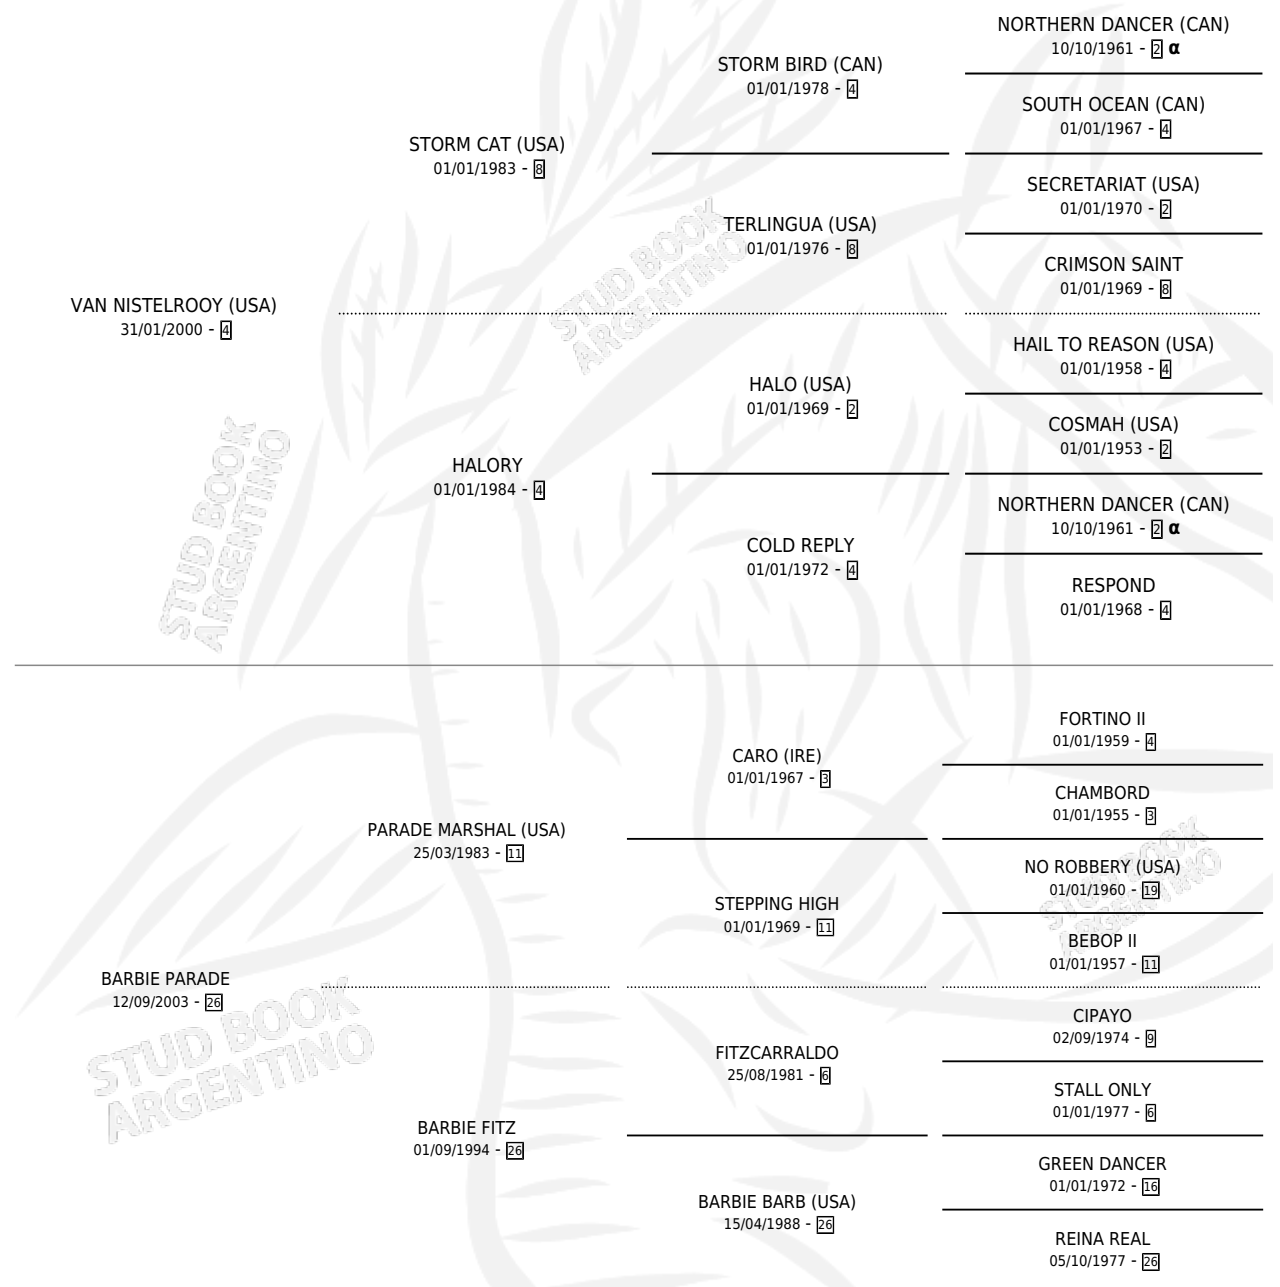 NORTHERN DANCER (CAN)
10/10/1961 - 2 α
STORM BIRD (CAN)
01/01/1978 - 4
SOUTH OCEAN (CAN)
01/01/1967 - 4
STORM CAT (USA)
01/01/1983 - 8
SECRETARIAT (USA)
01/01/1970 - 2
TERLINGUA (USA)
01/01/1976 - 8
CRIMSON SAINT
01/01/1969 - 8
VAN NISTELROOY (USA)
31/01/2000 - 4
STUD BOOK
ARGENTINO
HAIL TO REASON (USA)
01/01/1958 - 4
HALO (USA)
01/01/1969 - 2
COSMAH (USA)
01/01/1953 - 2
HALORY
01/01/1984 - 4
NORTHERN DANCER (CAN)
10/10/1961 - 2 α
COLD REPLY
01/01/1972 - 4
RESPOND
01/01/1968 - 4
STUD BOOK
ARGENTINO
FORTINO II
01/01/1959 - 4
CARO (IRE)
01/01/1967 - 3
CHAMBORD
01/01/1955 - 3
PARADE MARSHAL (USA)
25/03/1983 - 11
NO ROBBERY (USA)
01/01/1960 - 19
STUD BOOK
ARGENTINO
STEPPING HIGH
01/01/1969 - 11
BEBOP II
01/01/1957 - 11
BARBIE PARADE
12/09/2003 - 26
STUD BOOK
ARGENTINO
CIPAYO
02/09/1974 - 9
FITZCARRALDO
25/08/1981 - 6
STALL ONLY
01/01/1977 - 6
BARBIE FITZ
01/09/1994 - 26
GREEN DANCER
01/01/1972 - 16
BARBIE BARB (USA)
15/04/1988 - 26
REINA REAL
05/10/1977 - 26